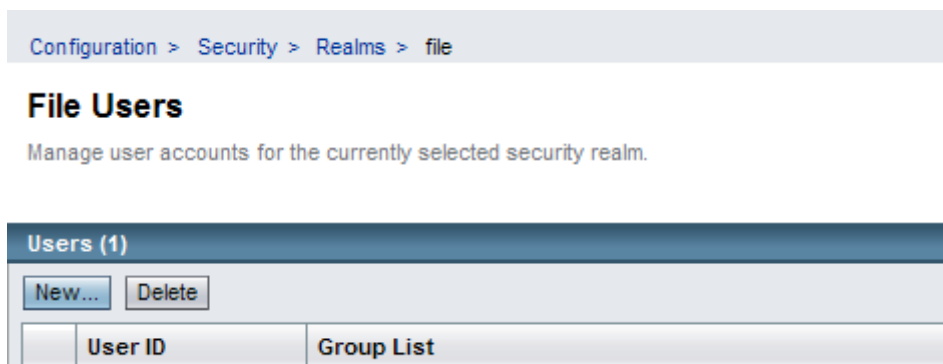 Configuration > Security > Realms > file
File Users
Manage user accounts for the currently selected security realm.
Users (1)
New... Delete
User ID Group List